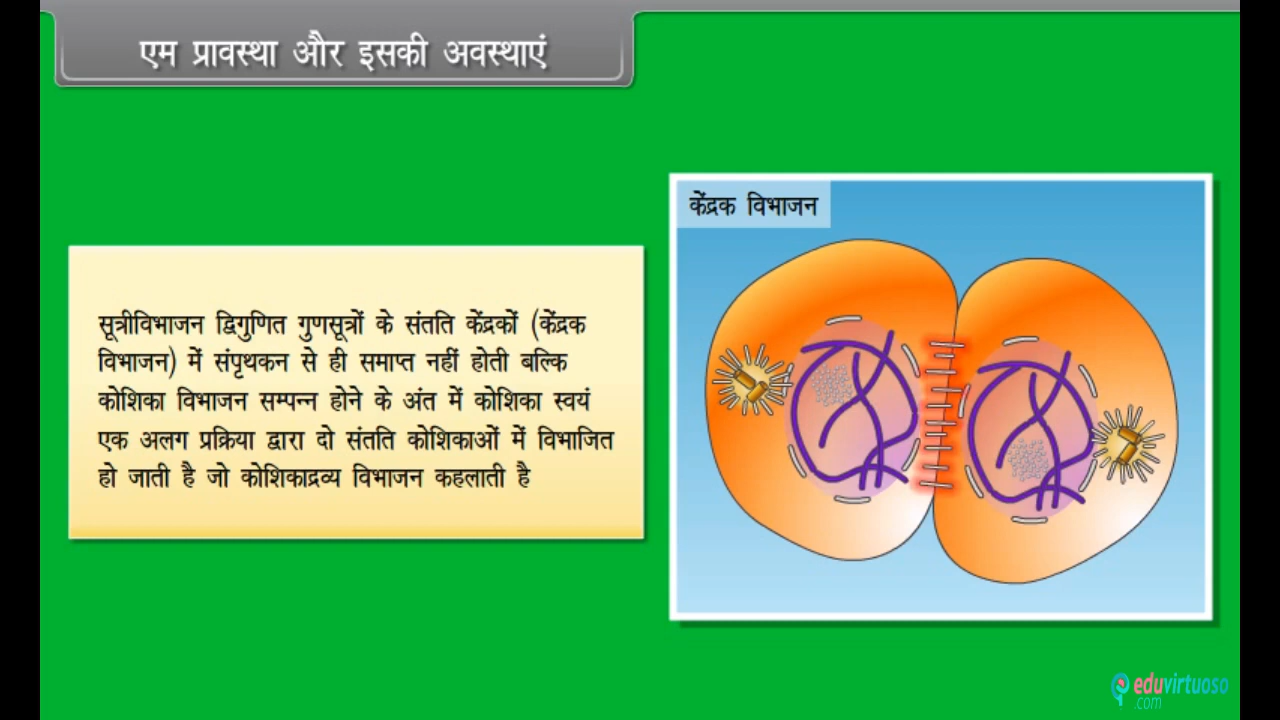 एम प्रावस्था और इसकी अवस्थाएं
केंद्रक विभाजन
सूत्रीविभाजन द्विगुणित गुणसूत्रों के संतति केंद्रकों (केंद्रक
विभाजन) में संपृथकन से ही समाप्त नहीं होती बल्कि
कोशिका विभाजन सम्पन्न होने के अंत में कोशिका स्वयं
एक अलग प्रक्रिया द्वारा दो संतति कोशिकाओं में विभाजित
हो जाती है जो कोशिकाद्रव्य विभाजन कहलाती है
eduvirtuoso
.com